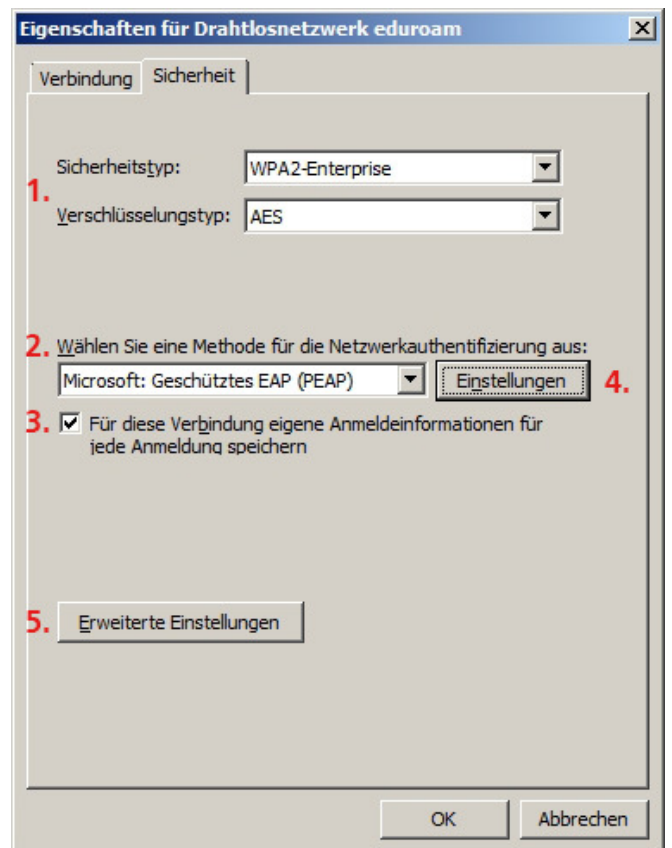 Eigenschaften für Drahtlosnetzwerk eduroam
Verbindung Sicherheit
1.
Sicherheitstyp: WPA2-Enterprise
Verschlüsselungstyp: AES
2. Wählen Sie eine Methode für die Netzwerkauthentifizierung aus:
Microsoft: Geschütztes EAP (PEAP) Einstellungen 4.
3. Für diese Verbindung eigene Anmeldeinformationen für
jede Anmeldung speichern
5. Erweiterte Einstellungen
OK Abbrechen